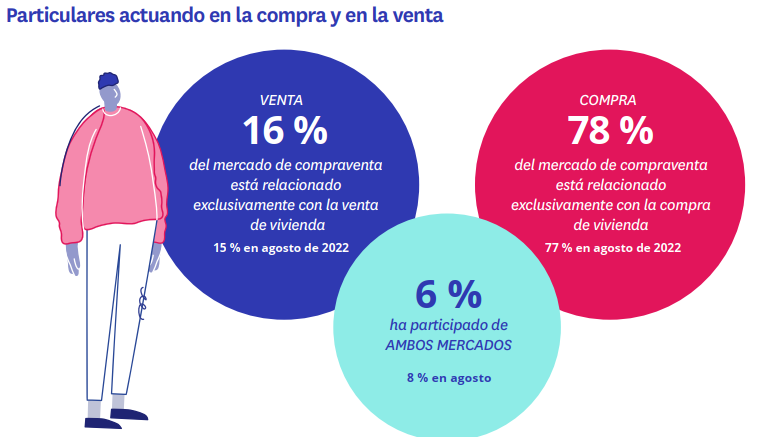 Particulares actuando en la compra y en la venta
VENTA
16 %
del mercado de compraventa
está relacionado
exclusivamente con la venta
de vivienda
15 % en agosto de 2022
COMPRA
78 %
del mercado de compraventa
está relacionado
exclusivamente con la compra
de vivienda
77 % en agosto de 2022
6 %
ha participado de
AMBOS MERCADOS
8 % en agosto